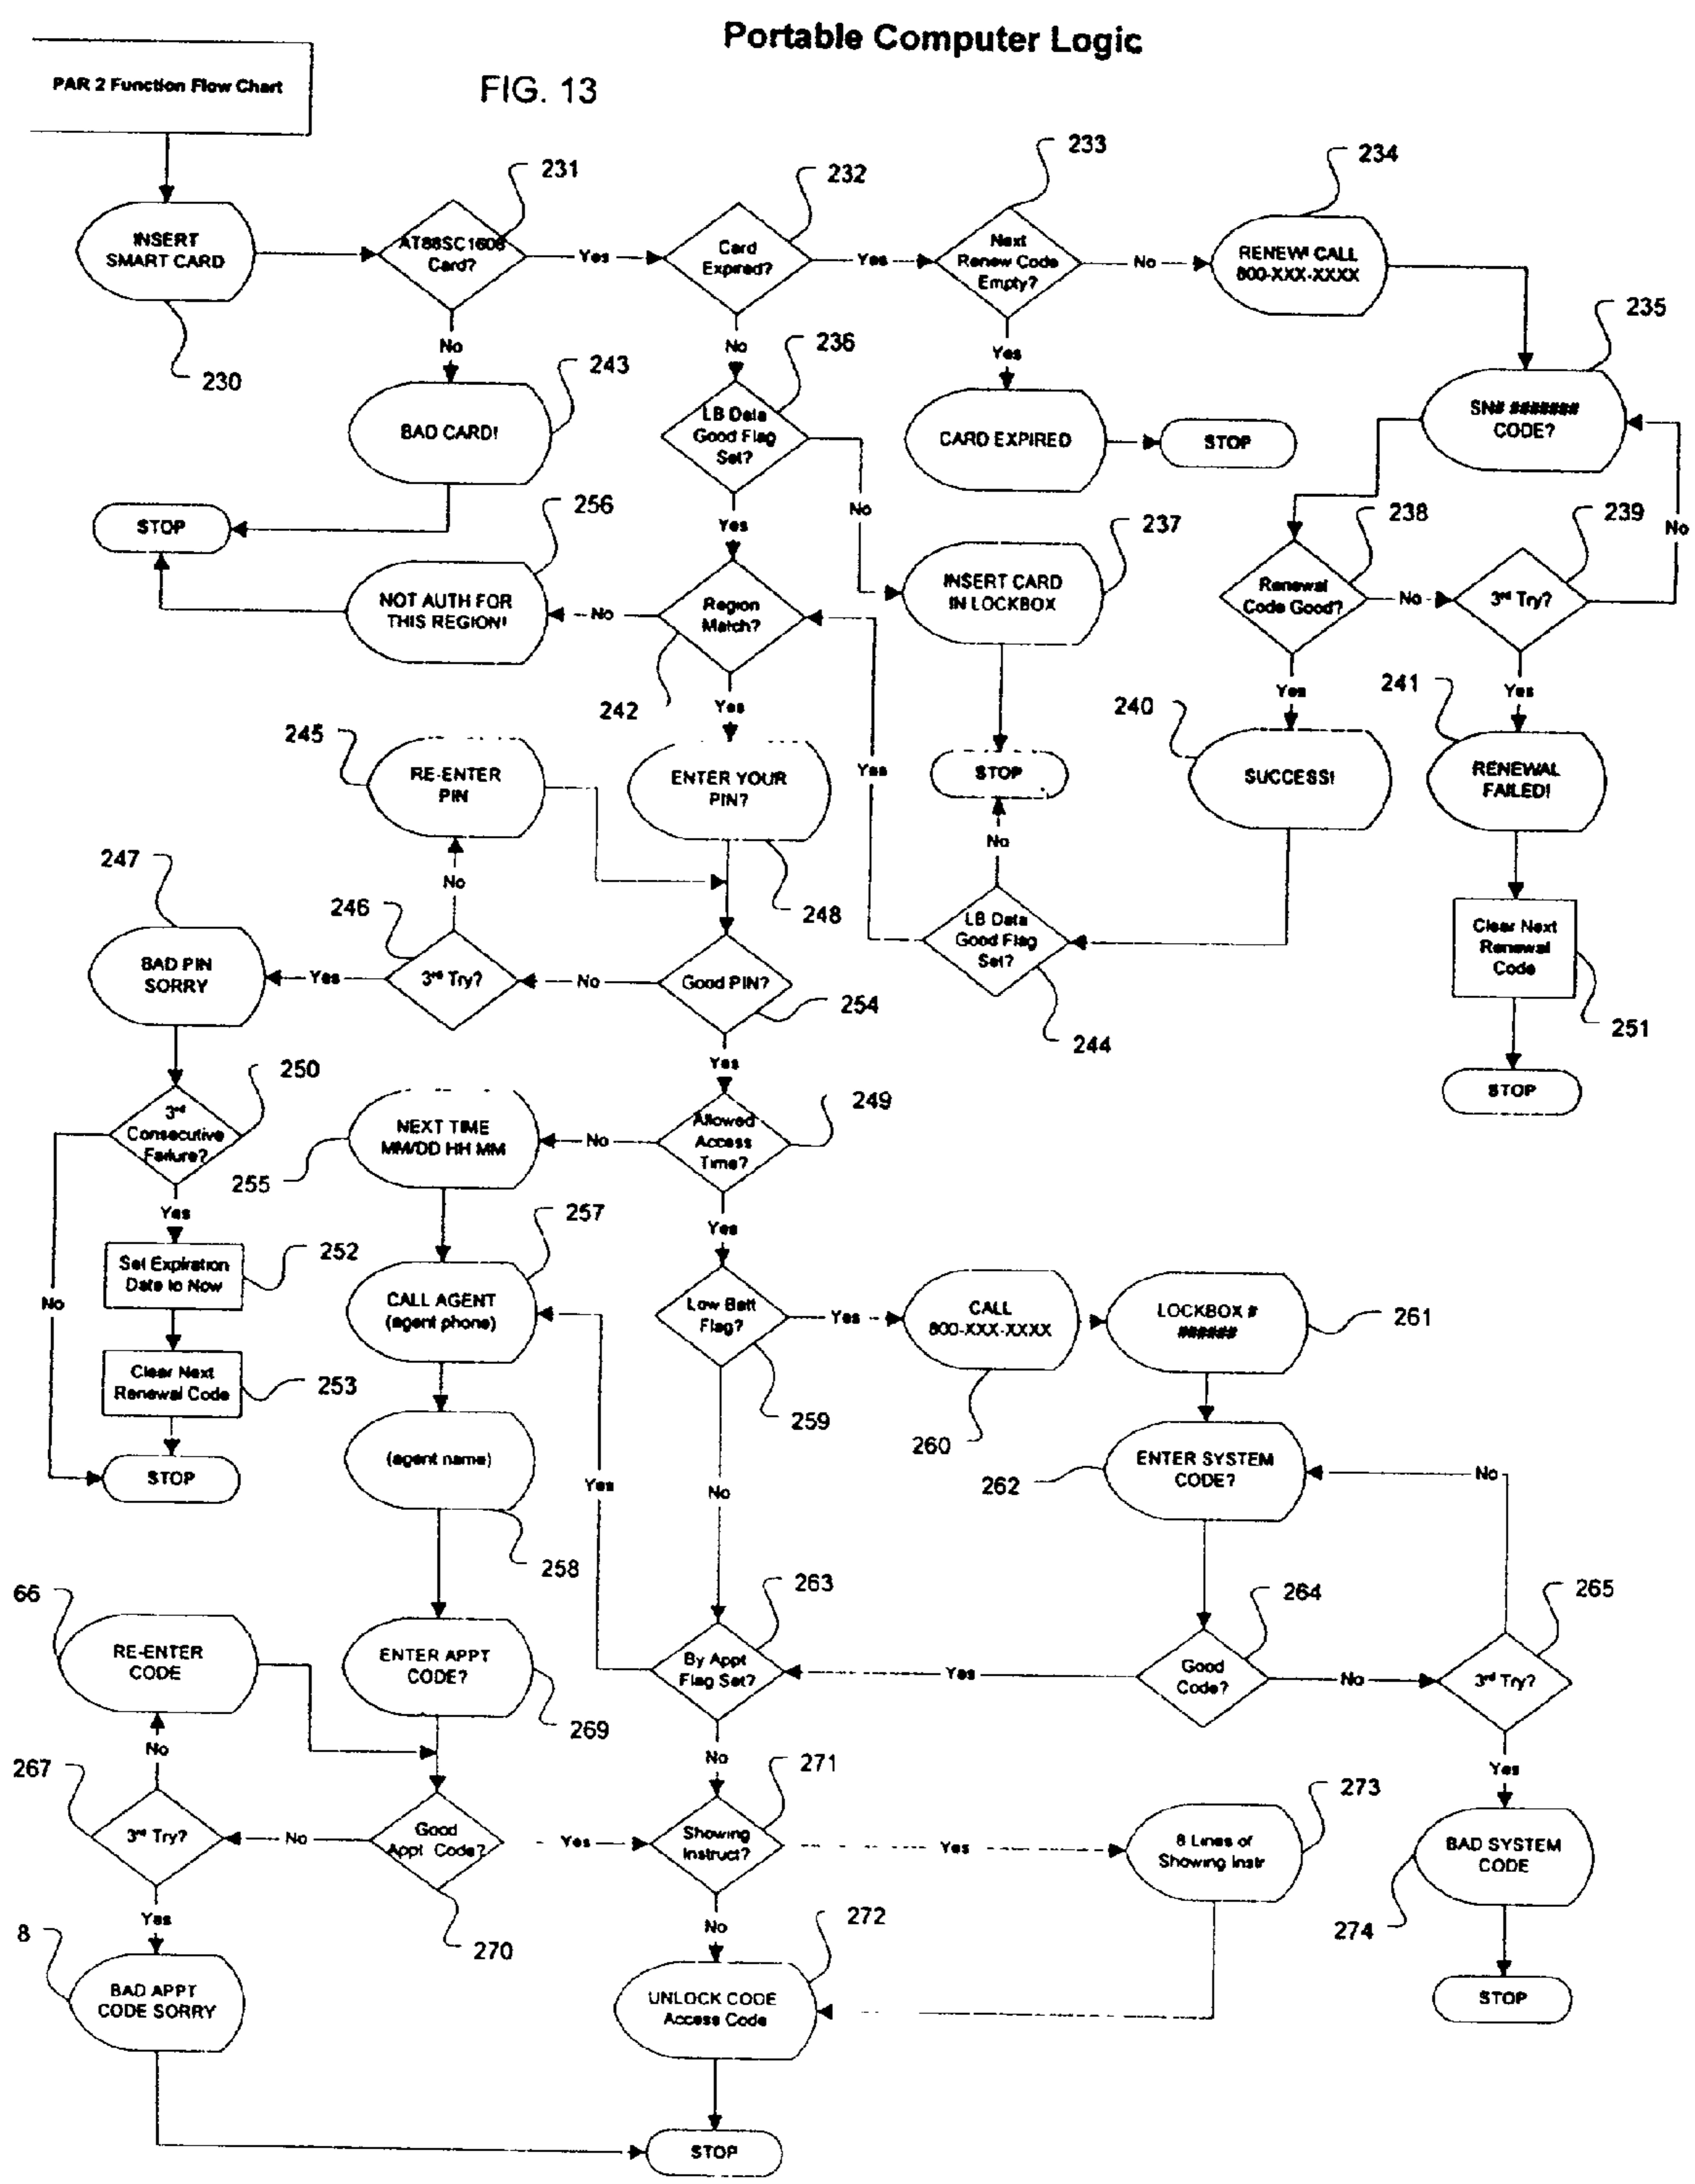 Portable Computer Logic
PAR 2 Function Flow Chart
FIG. 13
231
232
233
234
INSERT
SMART CARD
AT88SC1608
Card?
Yes
Card
Expired?
Yes
Next
Renew Code
Empty?
No
RENEW! CALL
800-XXX-XXXX
230
No
243
No
236
Yes
235
BAD CARD!
LB Data
Good Flag
Set?
CARD EXPIRED
STOP
SN# #######
CODE?
STOP
256
Yes
No
237
238
239
No
NOT AUTH FOR
THIS REGION!
No
Region
Match?
INSERT CARD
IN LOCKBOX
Renewal
Code Good?
No
3rd Try?
242
Yes
Yes
Yes
240
241
245
RE-ENTER
PIN
ENTER YOUR
PIN?
Yes
STOP
SUCCESS!
RENEWAL
FAILED!
No
247
No
246
248
LB Data
Good Flag
Set?
Clear Next
Renewal
Code
BAD PIN
SORRY
Yes
3rd Try?
No
Good PIN?
254
244
251
Yes
250
249
STOP
3rd
Consecutive
Failure?
NEXT TIME
MM/DD HH MM
No
Allowed
Access
Time?
255
Yes
257
Yes
Set Expiration
Date to Now
252
No
CALL AGENT
(agent phone)
Low Batt
Flag?
Yes
CALL
800-XXX-XXXX
LOCKBOX #
######
261
Clear Next
Renewal Code
253
259
260
STOP
(agent name)
Yes
No
262
ENTER SYSTEM
CODE?
No
258
66
263
264
265
RE-ENTER
CODE
ENTER APPT
CODE?
By Appt
Flag Set?
Yes
Good
Code?
No
3rd Try?
269
No
267
No
271
Yes
273
3rd Try?
No
Good
Appt Code?
Yes
Showing
Instruct?
Yes
8 Lines of
Showing Instr
BAD SYSTEM
CODE
Yes
8
270
No
272
274
BAD APPT
CODE SORRY
UNLOCK CODE
Access Code
STOP
STOP